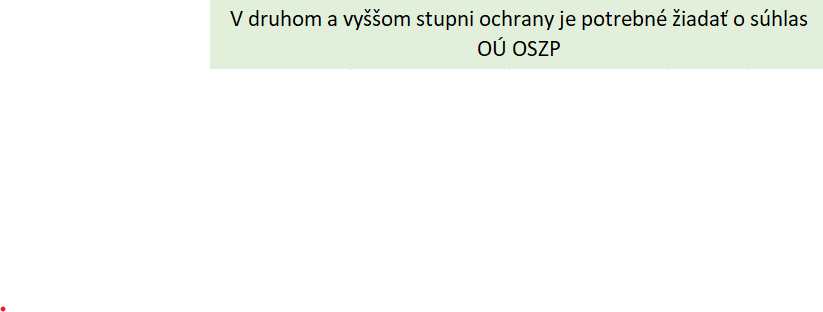 V druhom a vyššom stupni ochrany je potrebné žiadať o súhlas
OÚ OSZP